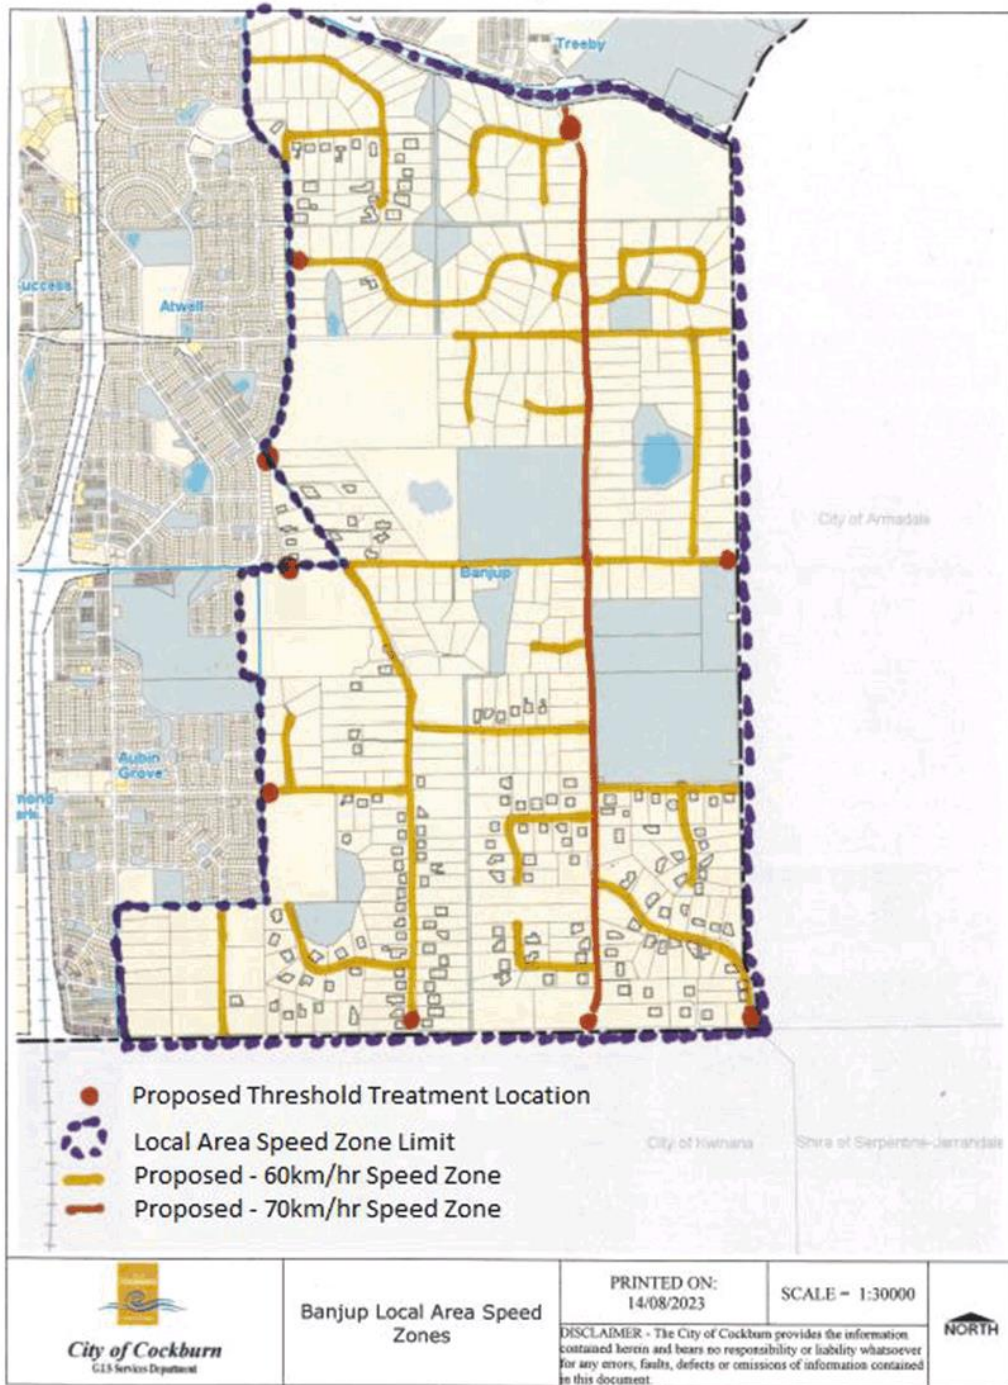 Treeby
uccess
Atwell
City of Armadale
Banjup
Aubin
Grove
mond
ark
Proposed Threshold Treatment Location
Local Area Speed Zone Limit
City of Kwinana
Shire of Serpentine-Jarrahdale
Proposed - 60km/hr Speed Zone
Proposed - 70km/hr Speed Zone
City of Cockburn
G.I.S Services Department
Banjup Local Area Speed
Zones
PRINTED ON:
14/08/2023
SCALE = 1:30000
DISCLAIMER - The City of Cockburn provides the information
contained herein and bears no responsibility or liability whatsoever
for any errors, faults, defects or omissions of information contained
in this document.
NORTH